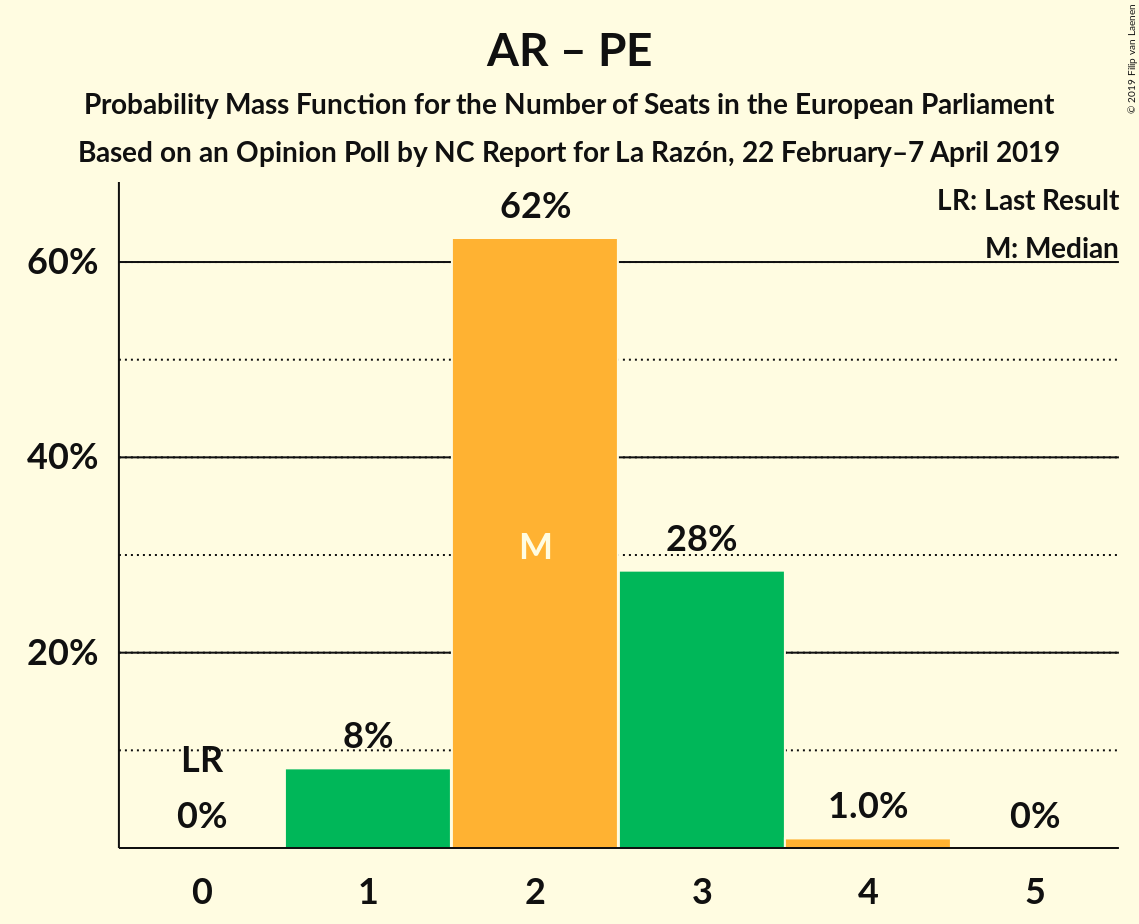 AR – PE
Probability Mass Function for the Number of Seats in the European Parliament
Based on an Opinion Poll by NC Report for La Razón, 22 February–7 April 2019
© 2019 Filip van Laenen
LR: Last Result
M: Median
62%
60%
40%
28%
M
20%
8%
LR
0%
1.0%
0%
0 1 2 3 4 5